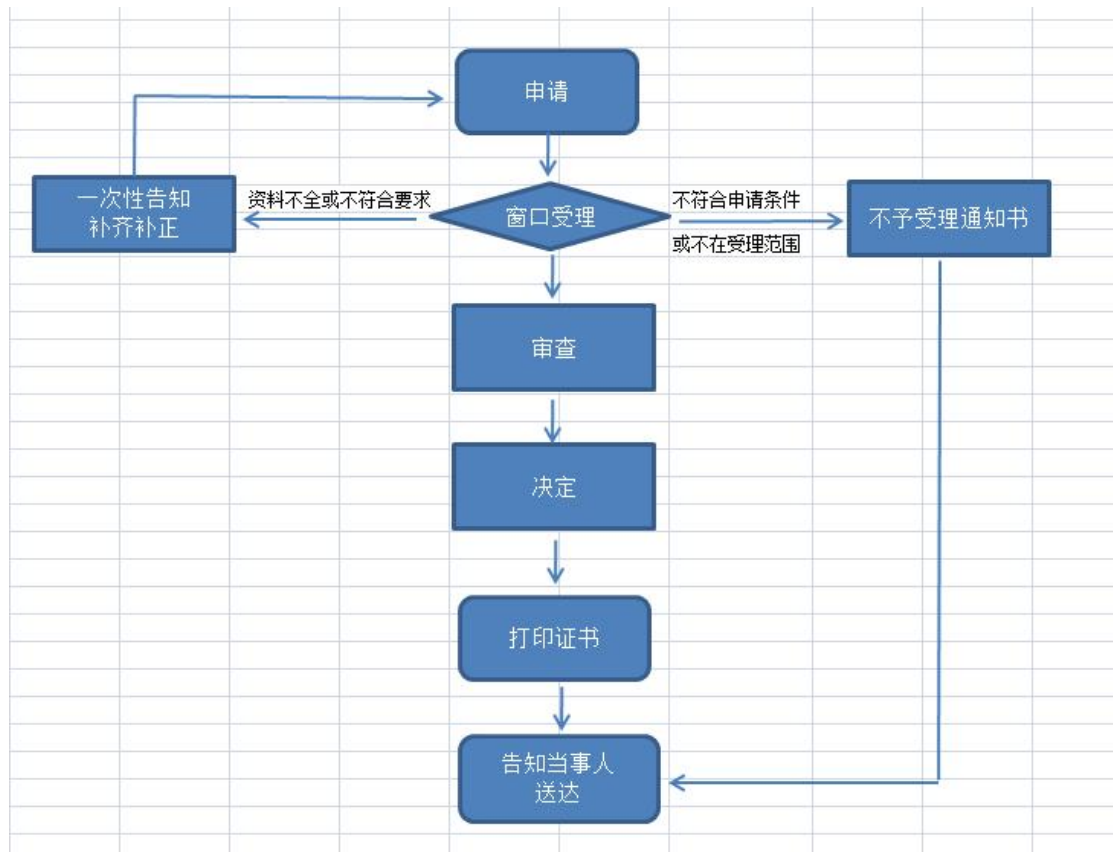 申请
一次性告知
补齐补正
资料不全或不符合要求
窗口受理
不符合申请条件
或不在受理范围
不予受理通知书
审查
决定
打印证书
告知当事人
送达